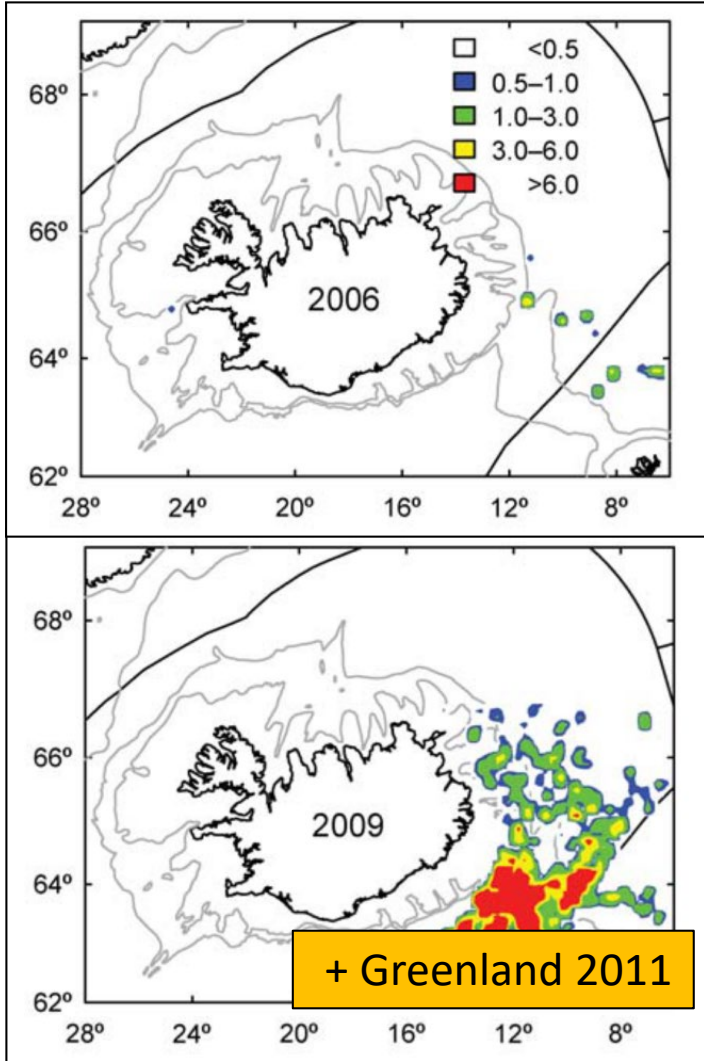 <0.5
0.5–1.0
1.0–3.0
3.0–6.0
>6.0
68º
66º
64º
62º
2006
28º 24º 20º 16º 12º 8º
68º
66º
64º
62º
2009
+ Greenland 2011
28º 24º 20º 16º 12º 8º